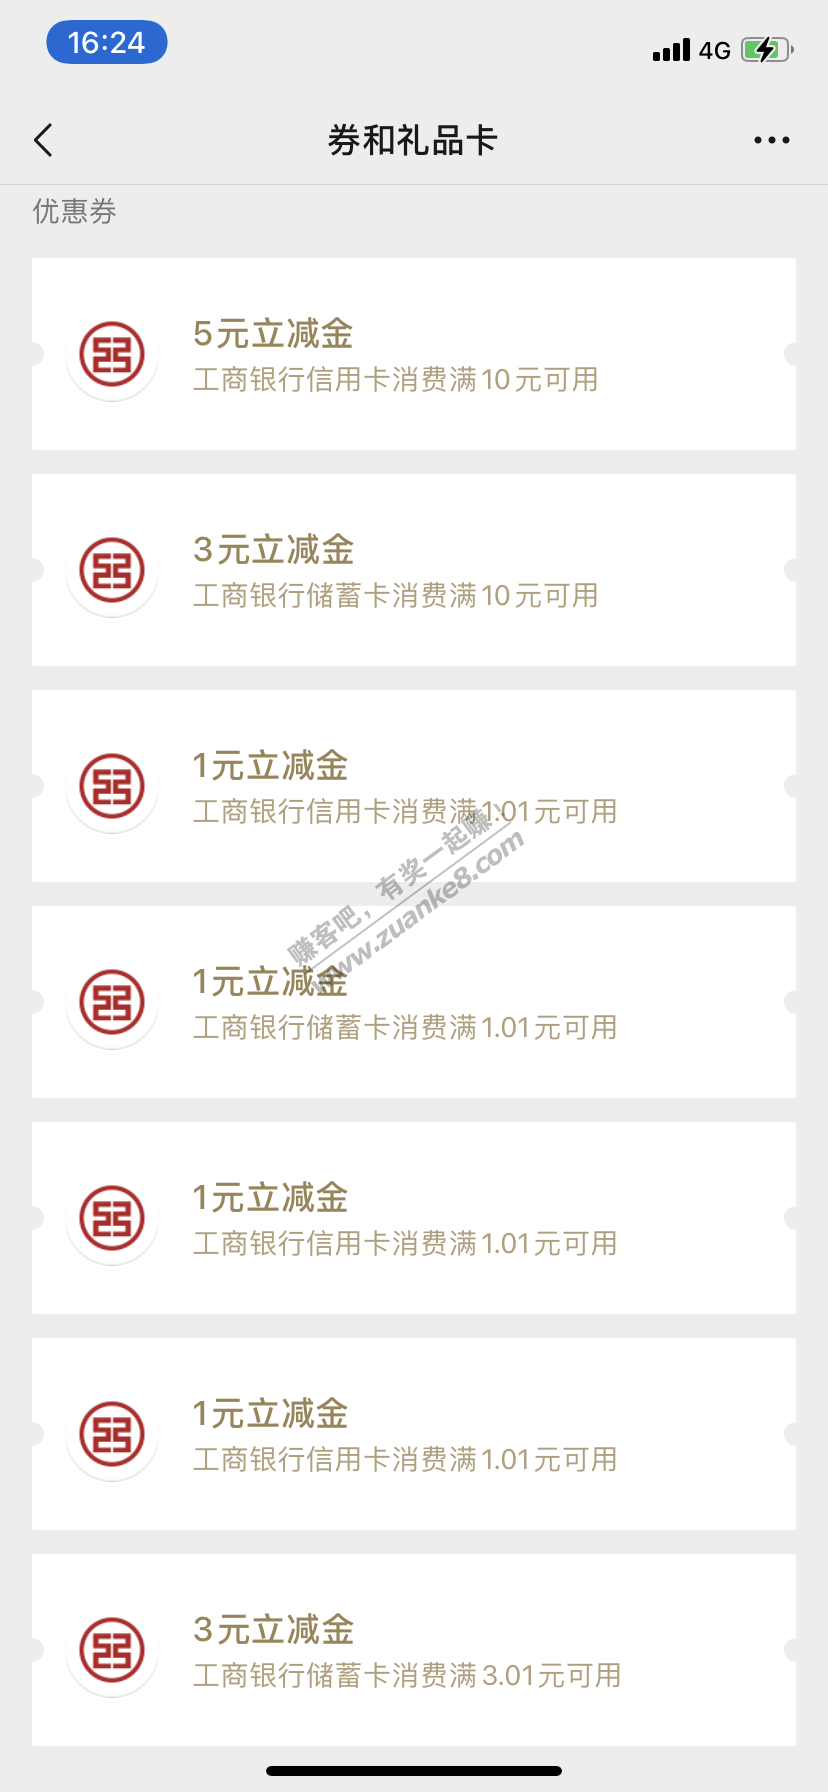 16:24
4G
券和礼品卡
优惠券
5元立减金
工商银行信用卡消费满10元可用
3元立减金
工商银行储蓄卡消费满10元可用
1元立减金
工商银行信用卡消费满1.01元可用
赚客吧，有奖一起赚！
www.zuanke8.com
1元立减金
工商银行储蓄卡消费满1.01元可用
1元立减金
工商银行信用卡消费满1.01元可用
1元立减金
工商银行信用卡消费满1.01元可用
3元立减金
工商银行储蓄卡消费满3.01元可用